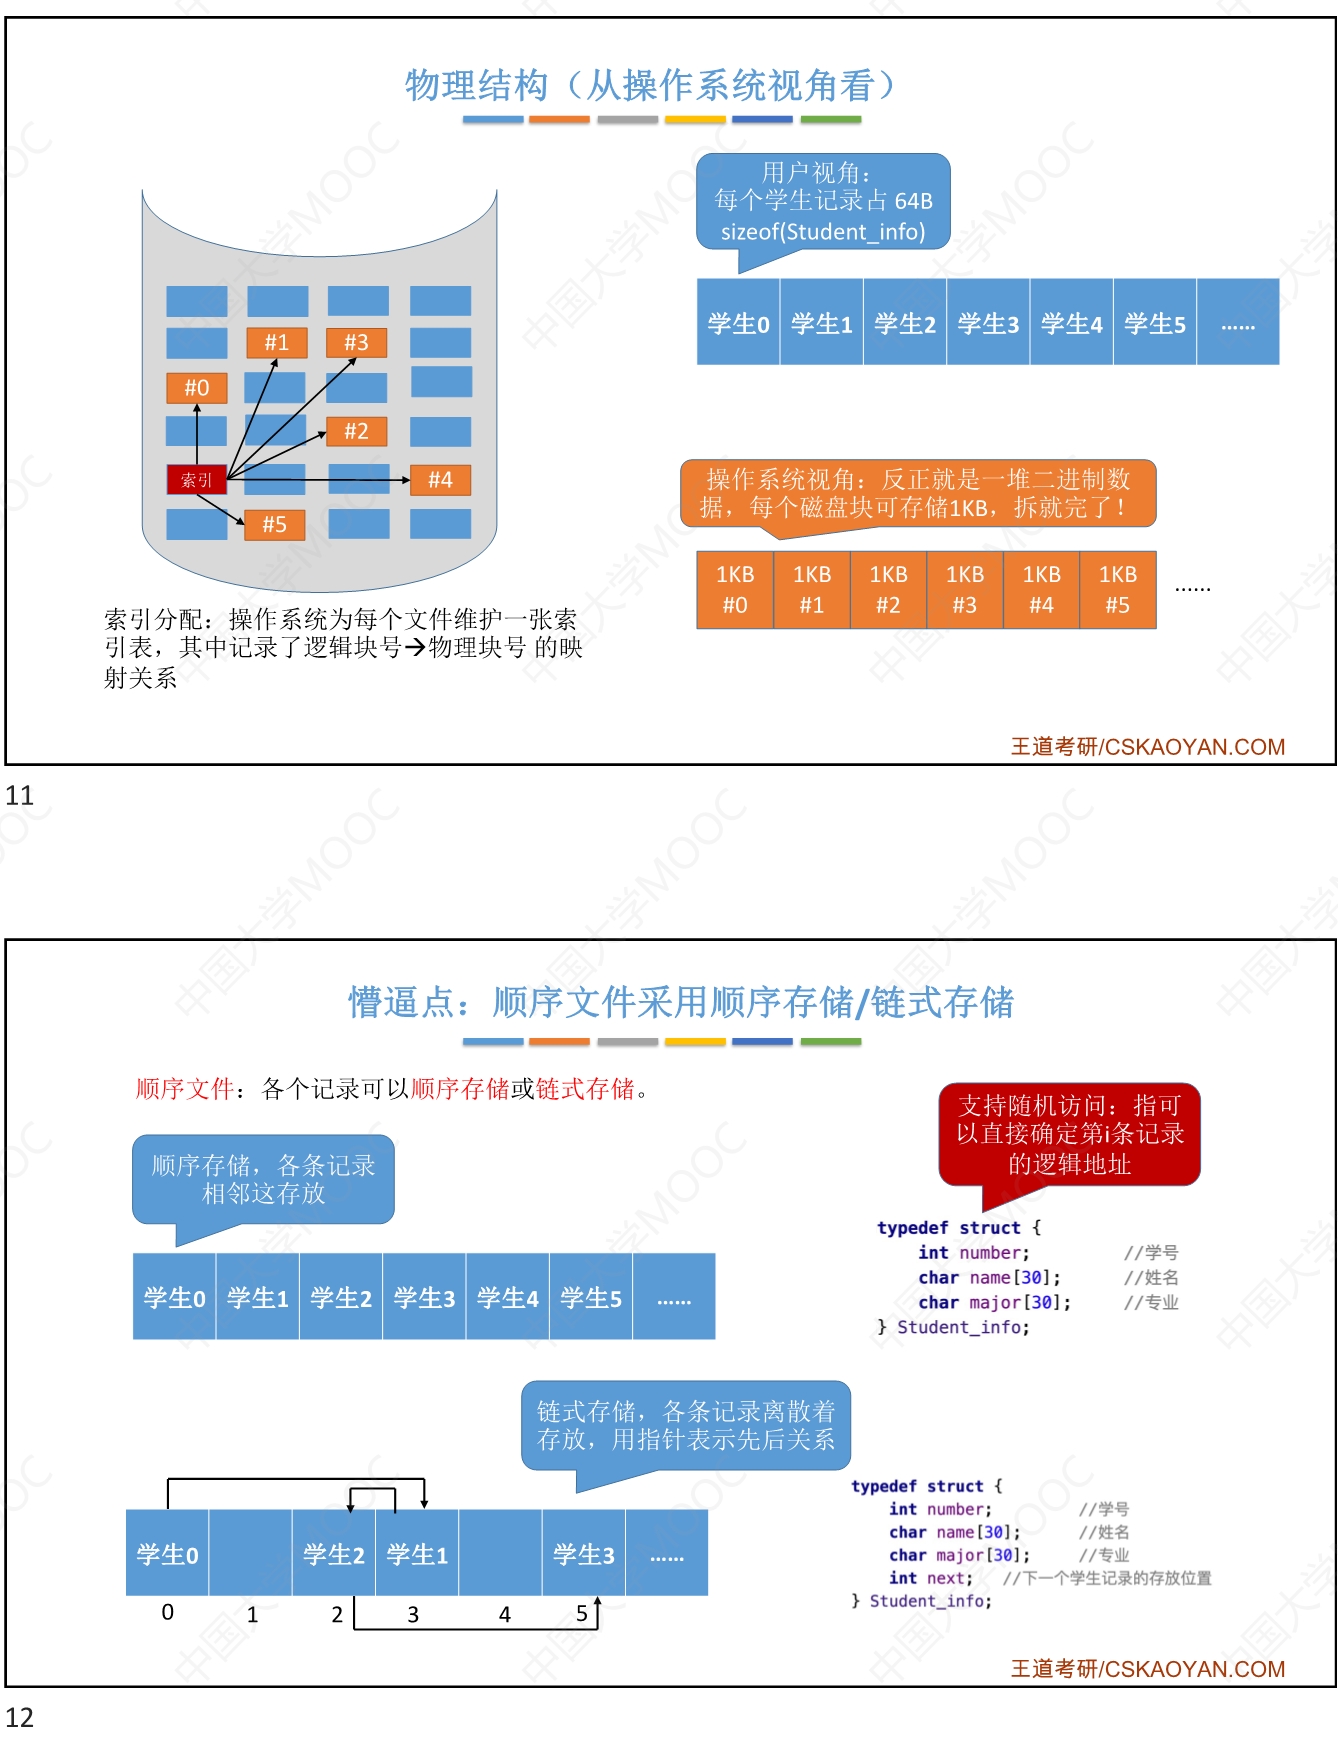 物理结构（从操作系统视角看）
用户视角：
每个学生记录占 64B
sizeof(Student_info)
学生0 学生1 学生2 学生3 学生4 学生5 ……
#1 #3
#0
#2
索引 #4
#5
操作系统视角：反正就是一堆二进制数
据，每个磁盘块可存储1KB，拆就完了！
1KB 1KB 1KB 1KB 1KB 1KB
#0 #1 #2 #3 #4 #5 ……
索引分配：操作系统为每个文件维护一张索
引表，其中记录了逻辑块号→物理块号 的映
射关系
王道考研/CSKAOYAN.COM
11
懵逼点：顺序文件采用顺序存储/链式存储
顺序文件：各个记录可以顺序存储或链式存储。
支持随机访问：指可
以直接确定第i条记录
的逻辑地址
顺序存储，各条记录
相邻这存放
学生0 学生1 学生2 学生3 学生4 学生5 ……
typedef struct {
int number; //学号
char name[30]; //姓名
char major[30]; //专业
} Student_info;
链式存储，各条记录离散着
存放，用指针表示先后关系
学生0 学生2 学生1 学生3 ……
0 1 2 3 4 5
typedef struct {
int number; //学号
char name[30]; //姓名
char major[30]; //专业
int next; //下一个学生记录的存放位置
} Student_info;
王道考研/CSKAOYAN.COM
12
中国大学MOOC